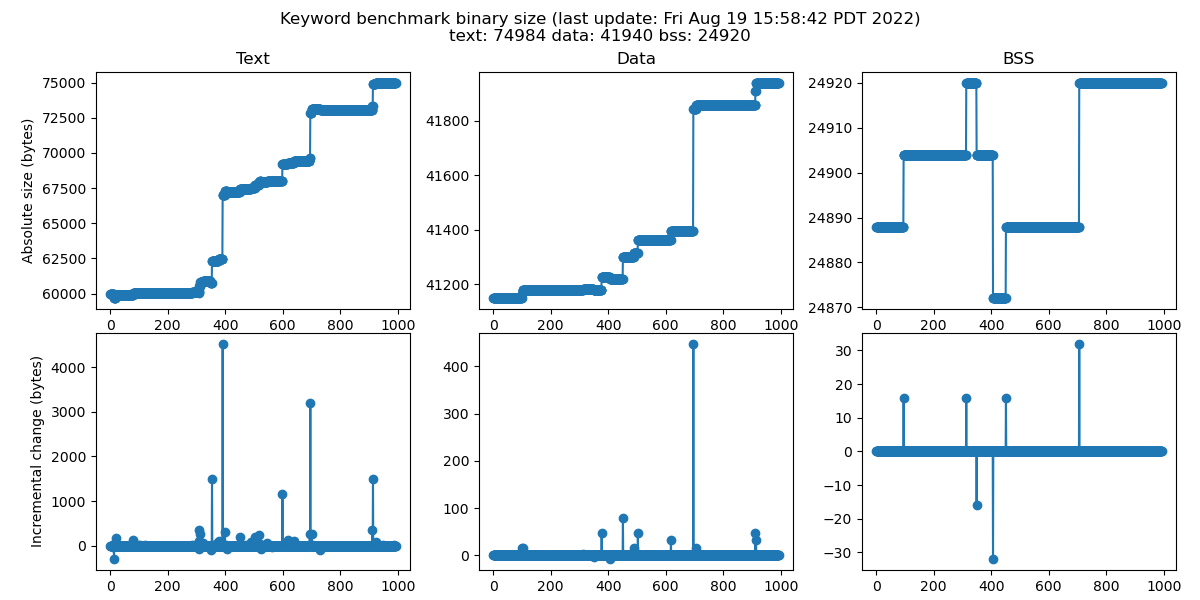 Keyword benchmark binary size (last update: Fri Aug 19 15:58:42 PDT 2022)
text: 74984 data: 41940 bss: 24920
Text
Data
BSS
Absolute size (bytes)
75000
72500
70000
67500
65000
62500
60000
0 200 400 600 800 1000
41800
41600
41400
41200
0 200 400 600 800 1000
24920
24910
24900
24890
24880
24870
0 200 400 600 800 1000
Incremental change (bytes)
4000
3000
2000
1000
0
0 200 400 600 800 1000
400
300
200
100
0
0 200 400 600 800 1000
30
20
10
0
−10
−20
−30
0 200 400 600 800 1000